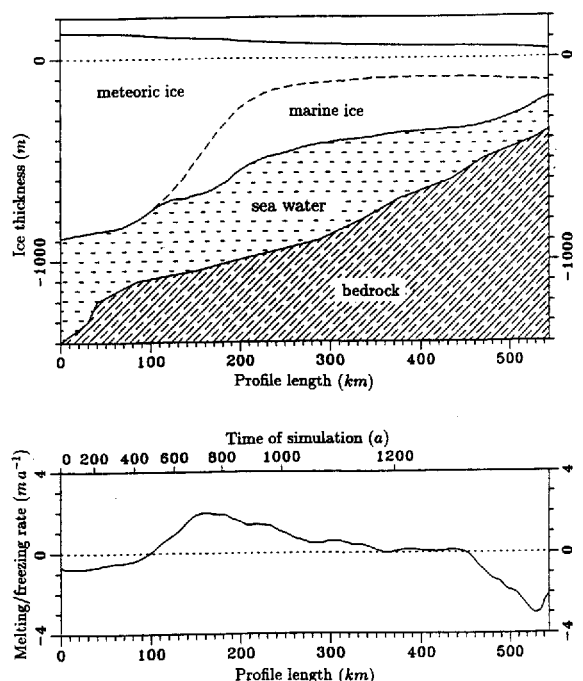 0
0
meteoric ice
marine ice
Ice thickness (m)
sea water
-1000
-1000
bedrock
0 100 200 300 400 500
Profile length (km)
Time of simulation (a)
0 200 400 600 800 1000 1200
Melting/freezing rate (m a⁻¹)
4
4
0
0
-4
-4
0 100 200 300 400 500
Profile length (km)